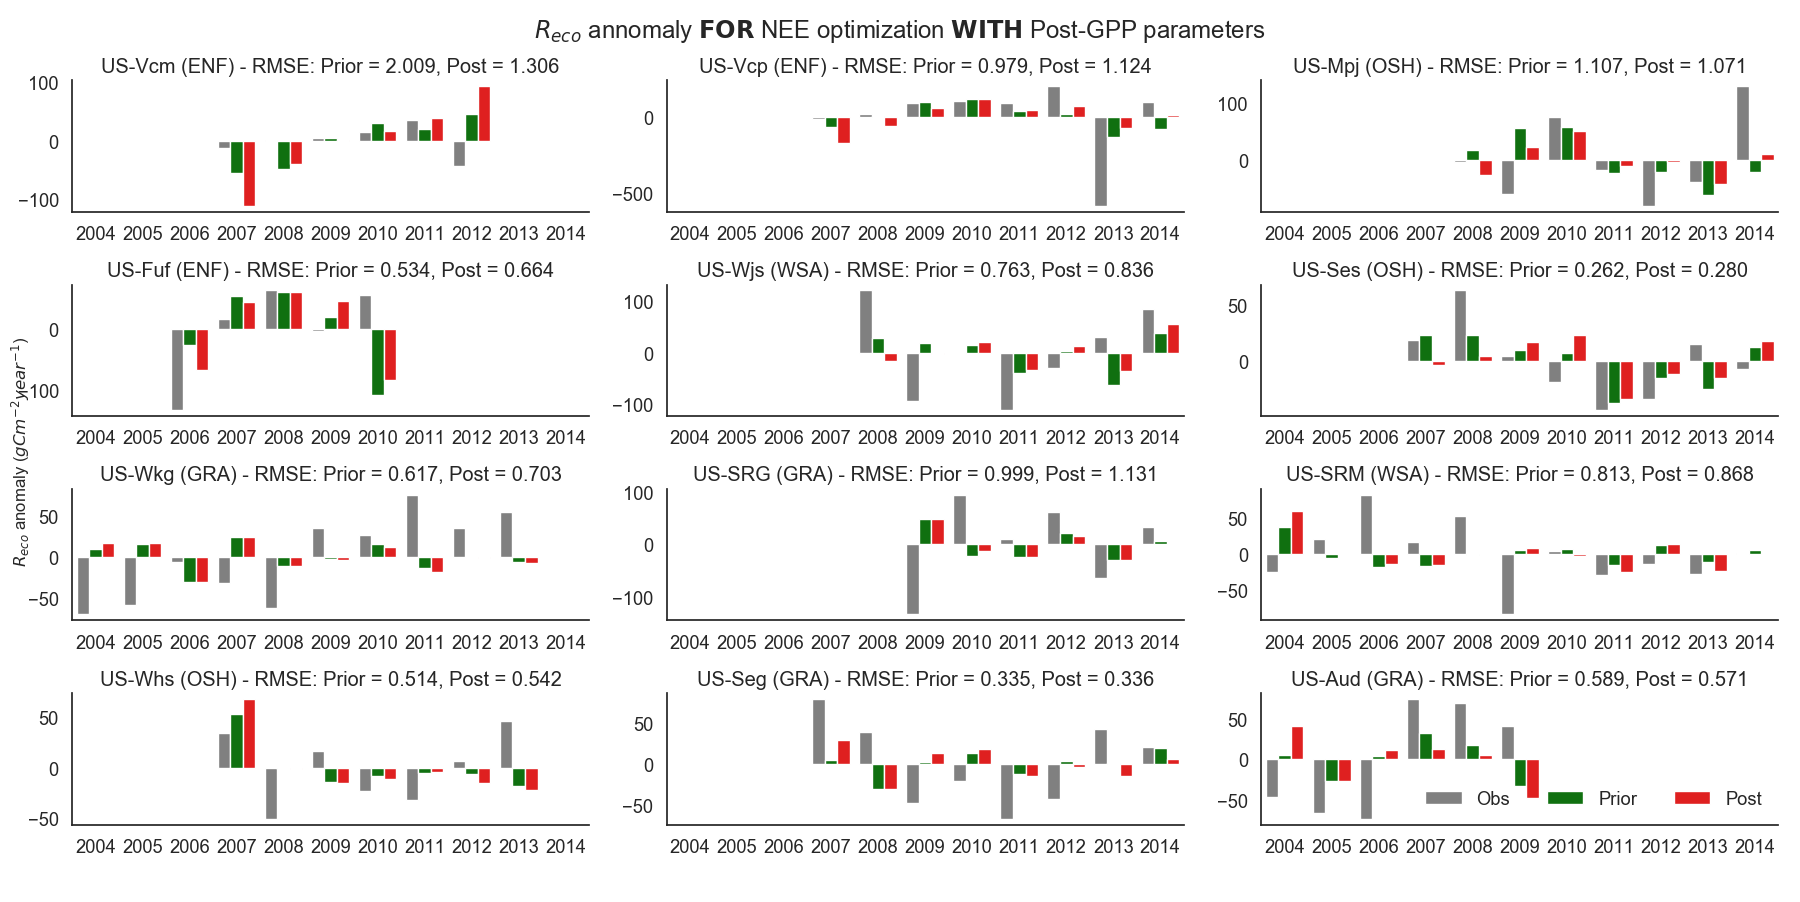 R_eco annomaly FOR NEE optimization WITH Post-GPP parameters
US-Vcm (ENF) - RMSE: Prior = 2.009, Post = 1.306
100
0
−100
2004 2005 2006 2007 2008 2009 2010 2011 2012 2013 2014
US-Vcp (ENF) - RMSE: Prior = 0.979, Post = 1.124
0
−500
2004 2005 2006 2007 2008 2009 2010 2011 2012 2013 2014
US-Mpj (OSH) - RMSE: Prior = 1.107, Post = 1.071
100
0
2004 2005 2006 2007 2008 2009 2010 2011 2012 2013 2014
US-Fuf (ENF) - RMSE: Prior = 0.534, Post = 0.664
0
100
2004 2005 2006 2007 2008 2009 2010 2011 2012 2013 2014
US-Wjs (WSA) - RMSE: Prior = 0.763, Post = 0.836
100
0
−100
2004 2005 2006 2007 2008 2009 2010 2011 2012 2013 2014
US-Ses (OSH) - RMSE: Prior = 0.262, Post = 0.280
50
0
2004 2005 2006 2007 2008 2009 2010 2011 2012 2013 2014
R_eco anomaly (gCm⁻²year⁻¹)
US-Wkg (GRA) - RMSE: Prior = 0.617, Post = 0.703
50
0
−50
2004 2005 2006 2007 2008 2009 2010 2011 2012 2013 2014
US-SRG (GRA) - RMSE: Prior = 0.999, Post = 1.131
100
0
−100
2004 2005 2006 2007 2008 2009 2010 2011 2012 2013 2014
US-SRM (WSA) - RMSE: Prior = 0.813, Post = 0.868
50
0
−50
2004 2005 2006 2007 2008 2009 2010 2011 2012 2013 2014
US-Whs (OSH) - RMSE: Prior = 0.514, Post = 0.542
50
0
−50
2004 2005 2006 2007 2008 2009 2010 2011 2012 2013 2014
US-Seg (GRA) - RMSE: Prior = 0.335, Post = 0.336
50
0
−50
2004 2005 2006 2007 2008 2009 2010 2011 2012 2013 2014
US-Aud (GRA) - RMSE: Prior = 0.589, Post = 0.571
50
0
−50
Obs Prior Post
2004 2005 2006 2007 2008 2009 2010 2011 2012 2013 2014